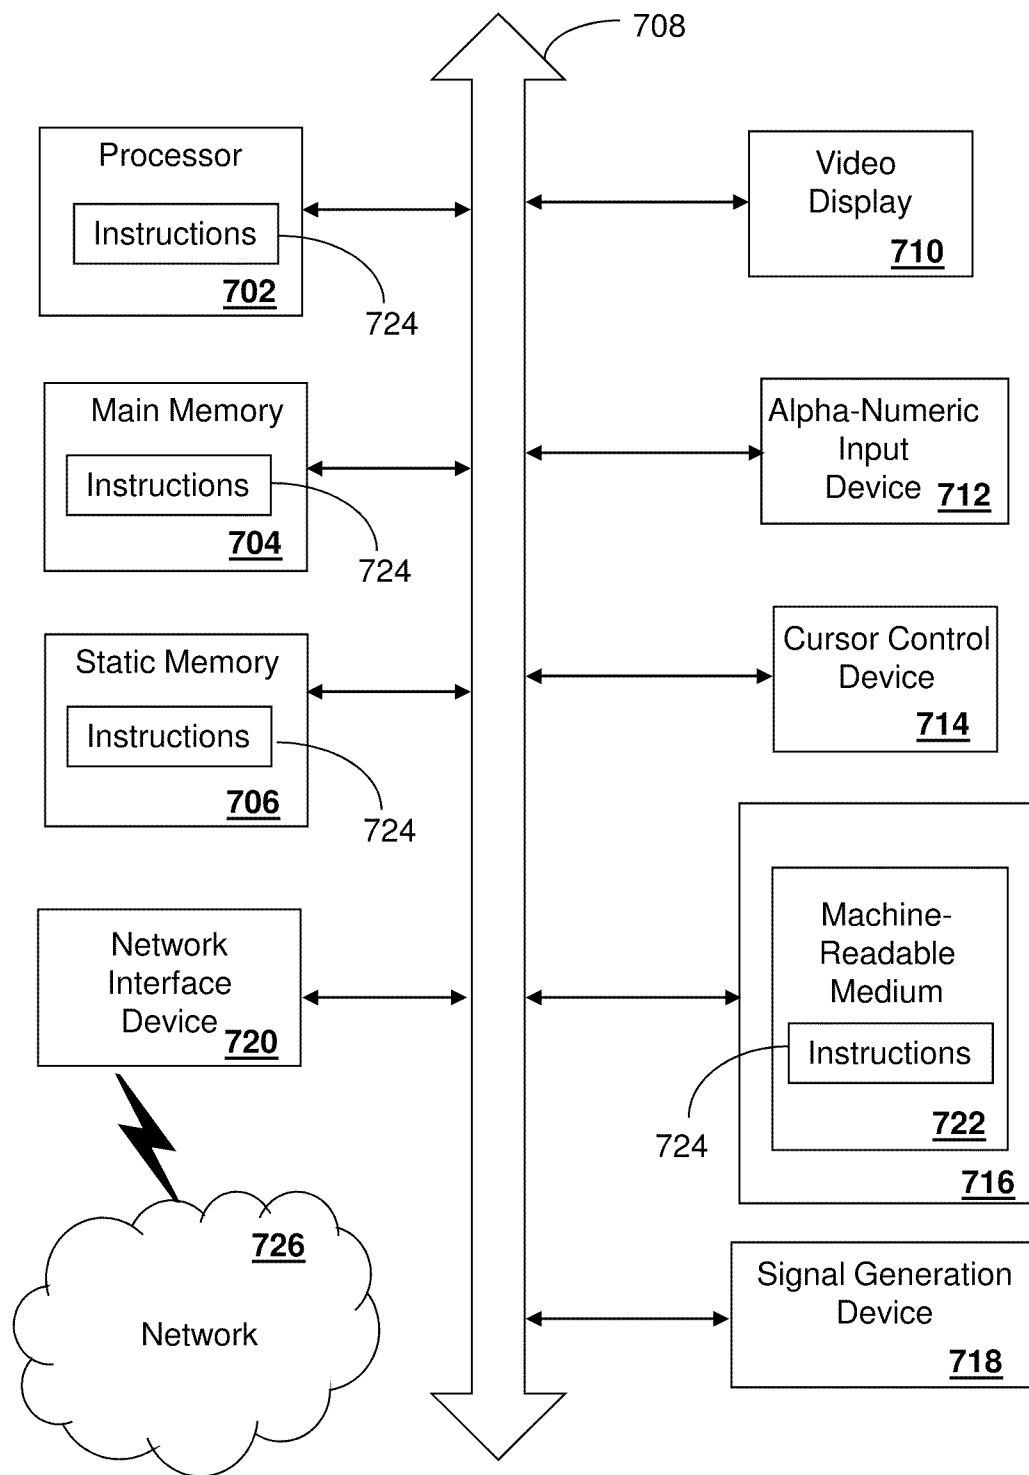 708
Processor
Instructions
702
724
Video
Display
710
Main Memory
Instructions
704
724
Alpha-Numeric
Input
Device
712
Static Memory
Instructions
706
724
Cursor Control
Device
714
Network
Interface
Device
720
Machine-
Readable
Medium
Instructions
722
724
716
726
Network
Signal Generation
Device
718